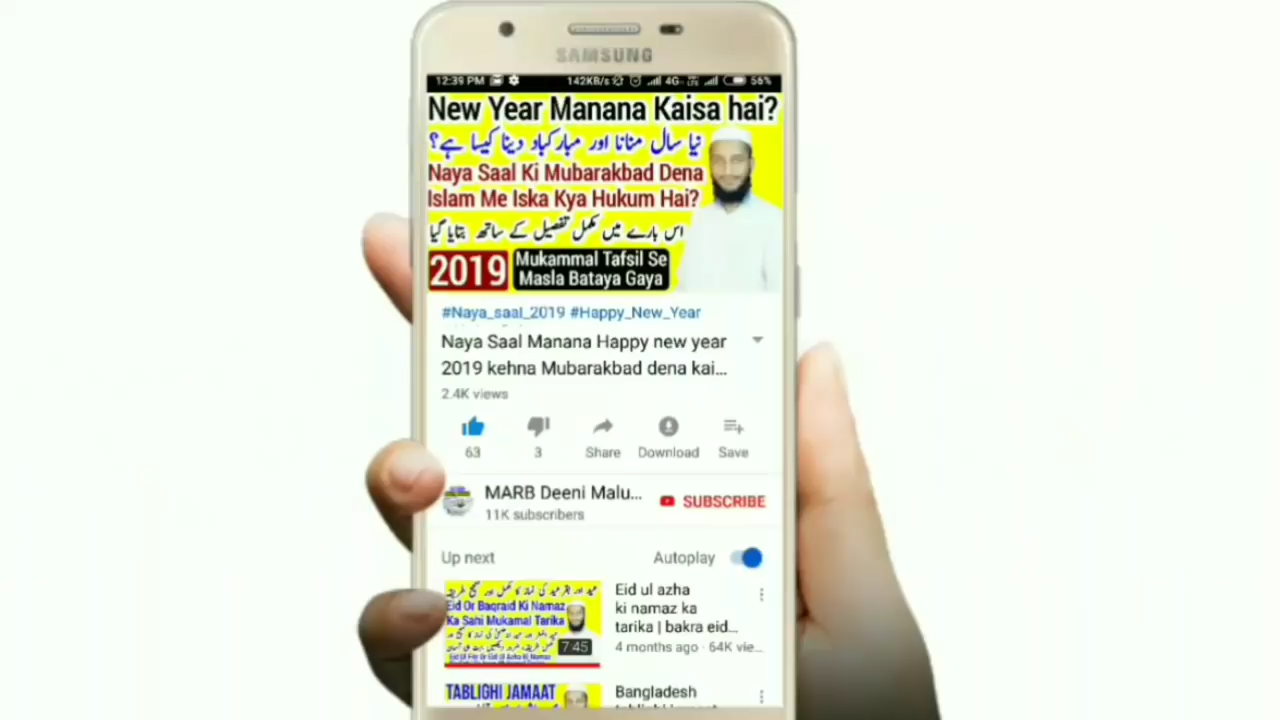 SAMSUNG
12:39 PM 142KB/s 4G 56%
New Year Manana Kaisa hai?
نیا سال منانا اور مبارکباد دینا کیسا ہے؟
Naya Saal Ki Mubarakbad Dena
Islam Me Iska Kya Hukum Hai?
اس بارے میں مکمل تفصیل کے ساتھ بتایا گیا
2019 Mukammal Tafsil Se
Masla Bataya Gaya
#Naya_saal_2019 #Happy_New_Year
Naya Saal Manana Happy new year
2019 kehna Mubarakbad dena kai...
2.4K views
63 3 Share Download Save
MARB Deeni Malu... SUBSCRIBE
11K subscribers
Up next Autoplay
Eid Or Baqraid Ki Namaz
Ka Sahi Mukamal Tarika
7:45
Eid ul azha
ki namaz ka
tarika | bakra eid...
4 months ago · 64K vie...
TABLIGHI JAMAAT
Bangladesh